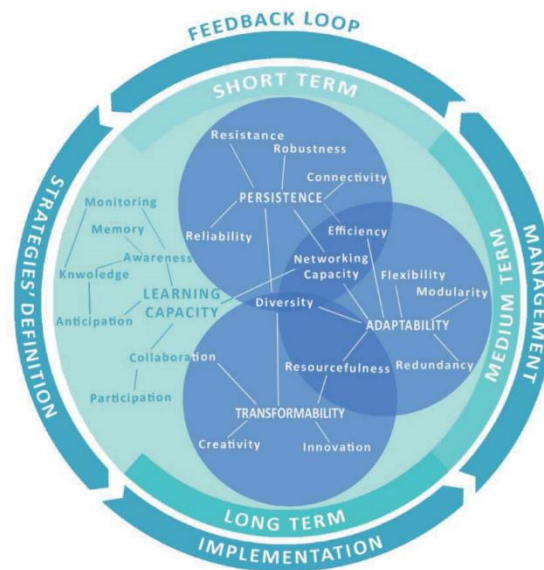 FEEDBACK LOOP
SHORT TERM
Resistance
Robustness
Connectivity
PERSISTENCE
Reliability
Efficiency
Networking
Capacity
Diversity
Monitoring
Memory
Awareness
Knwoledge
LEARNING
CAPACITY
Anticipation
Collaboration
Participation
Flexibility
Modularity
ADAPTABILITY
Redundancy
Resourcefulness
TRANSFORMABILITY
Creativity
Innovation
STRATEGIES' DEFINITION
MEDIUM TERM
MANAGEMENT
LONG TERM
IMPLEMENTATION